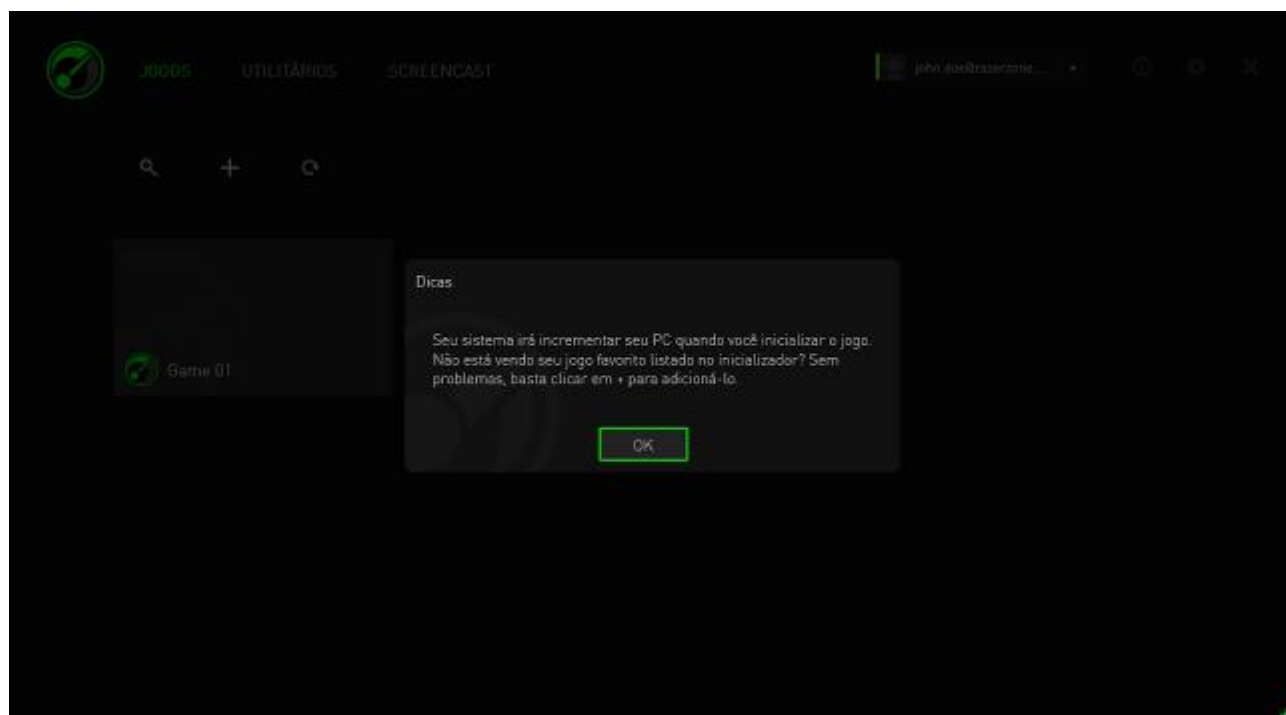 JOGOS UTILITÁRIOS SCREENCAST
Game 01
Dicas
Seu sistema irá incrementar seu PC quando você inicializar o jogo.
Não está vendo seu jogo favorito listado no inicializador? Sem
problemas, basta clicar em + para adicioná-lo.
OK